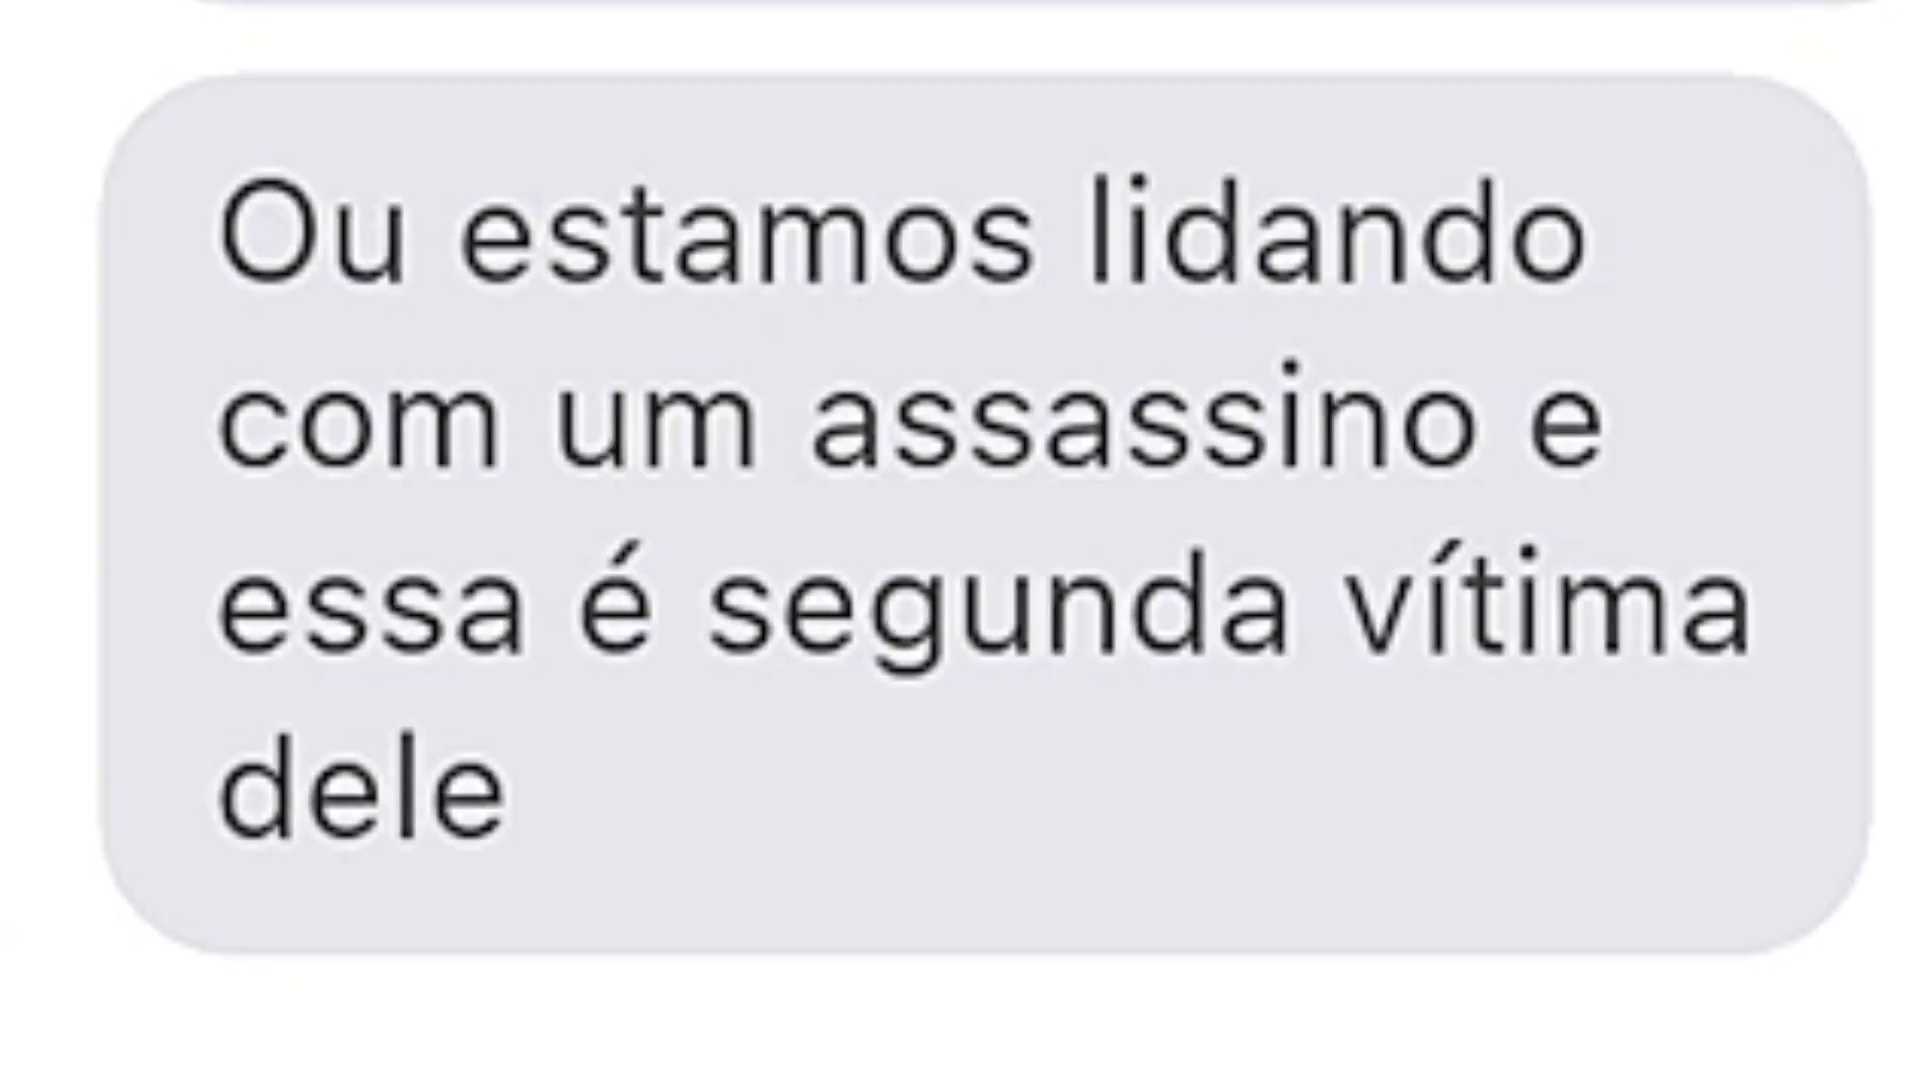 Ou estamos lidando
com um assassino e
essa é segunda vítima
dele